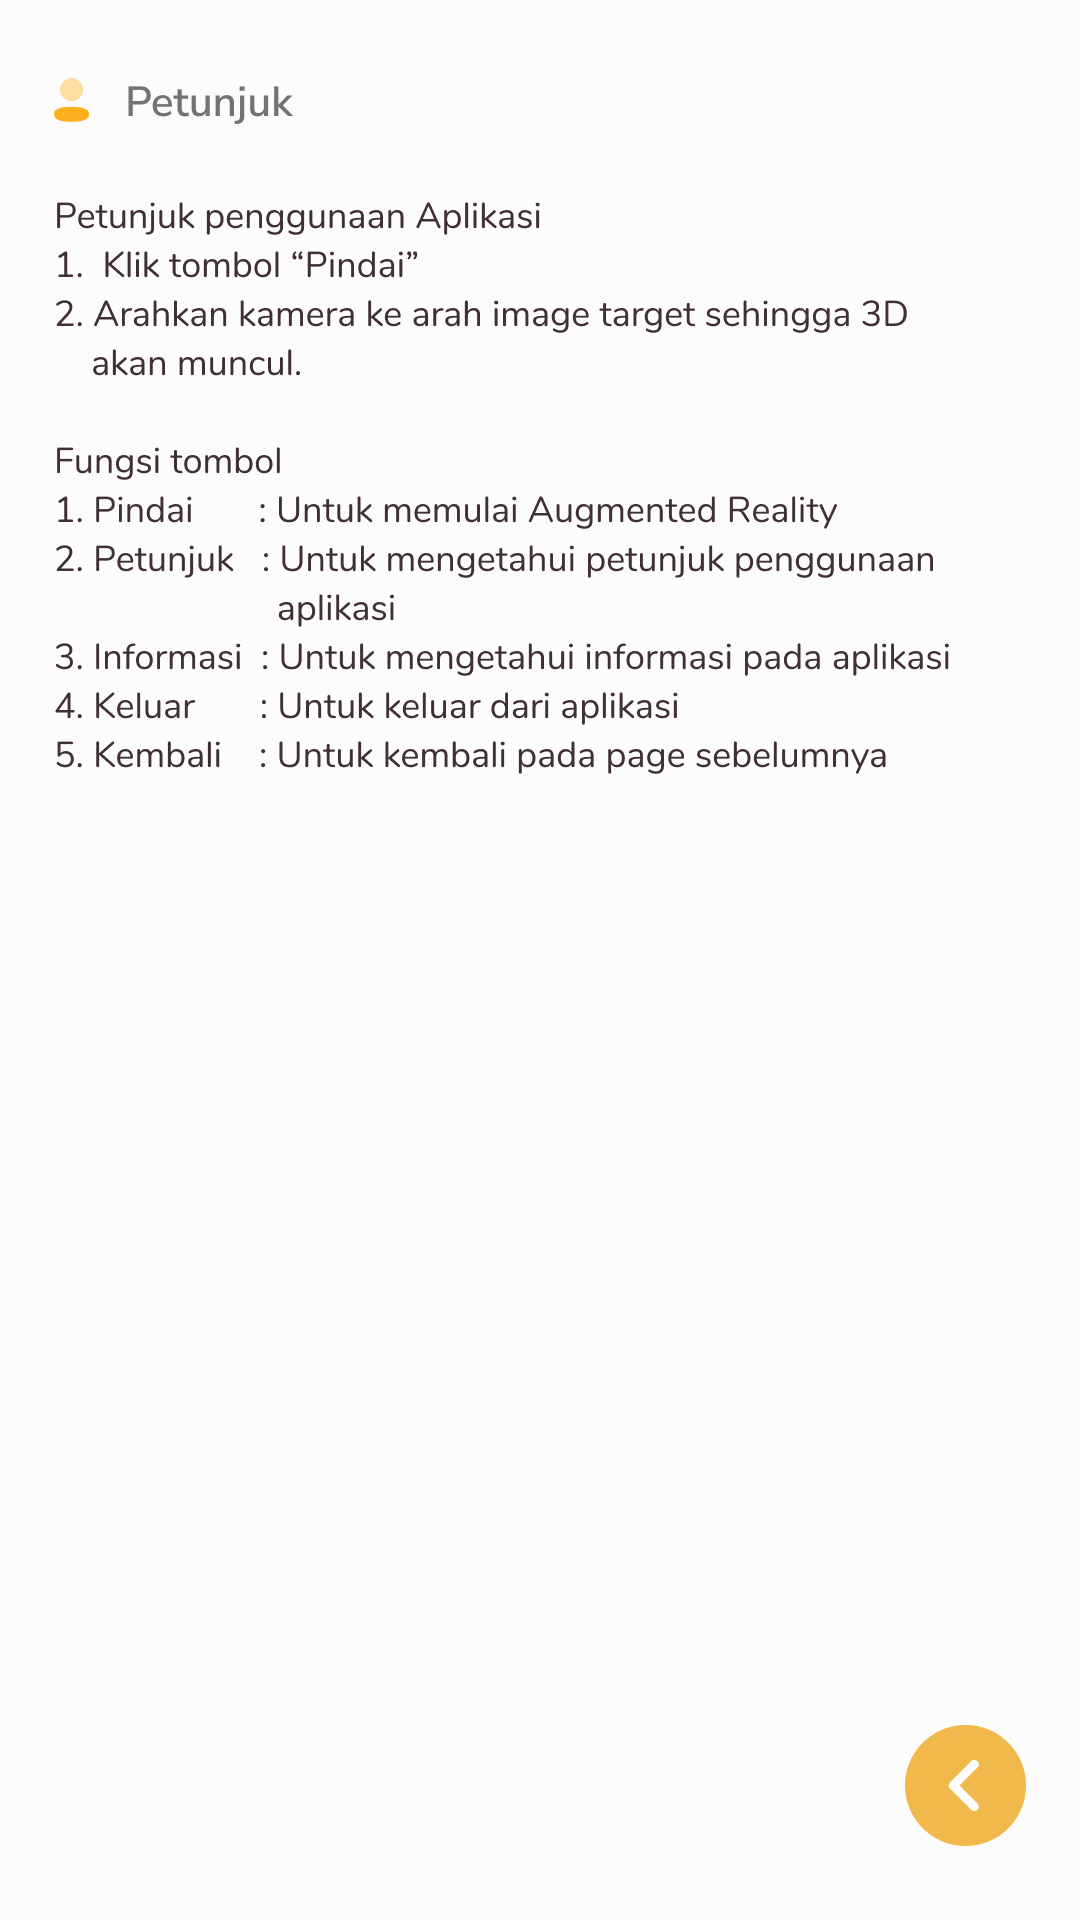 Petunjuk
Petunjuk penggunaan Aplikasi
1.  Klik tombol “Pindai”
2. Arahkan kamera ke arah image target sehingga 3D
akan muncul.
Fungsi tombol
1. Pindai : Untuk memulai Augmented Reality
2. Petunjuk : Untuk mengetahui petunjuk penggunaan
aplikasi
3. Informasi : Untuk mengetahui informasi pada aplikasi
4. Keluar : Untuk keluar dari aplikasi
5. Kembali : Untuk kembali pada page sebelumnya